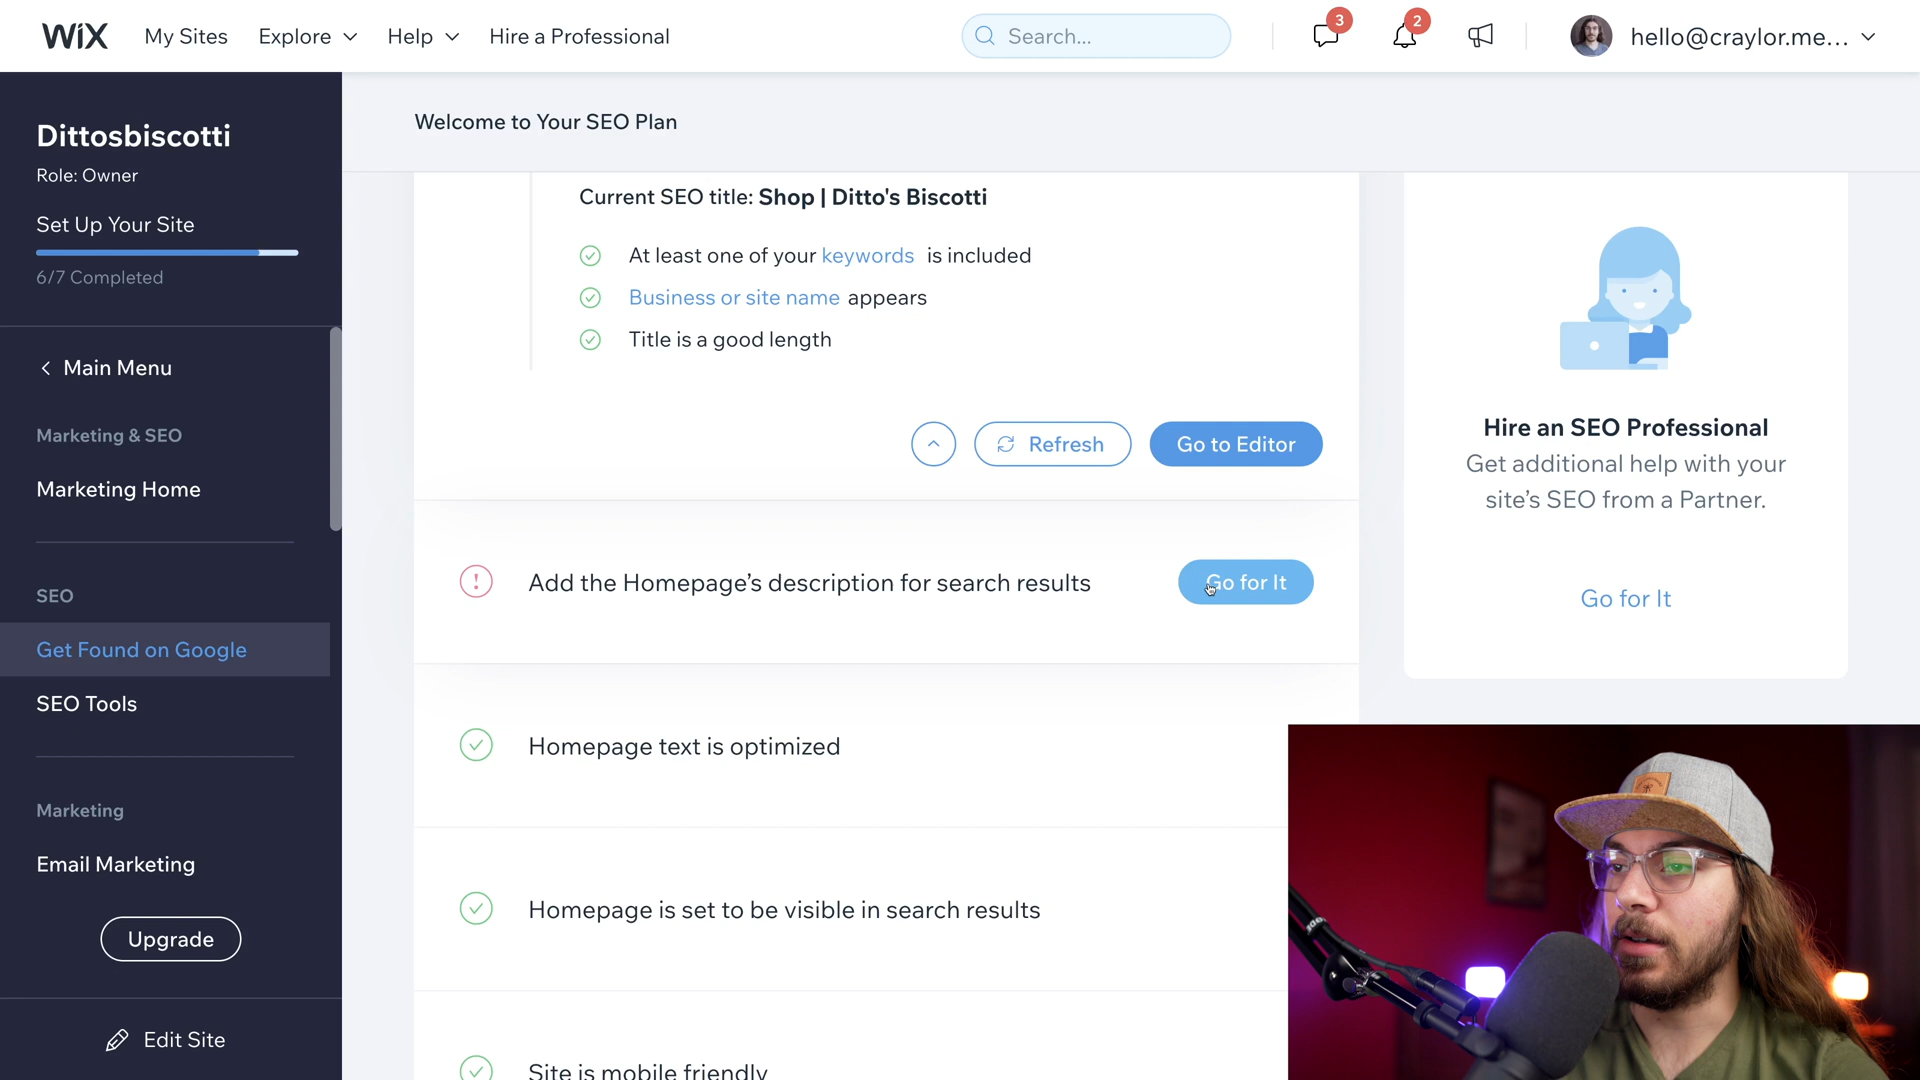 WiX My Sites Explore Help Hire a Professional Search... 3 2 hello@craylor.me...
Dittosbiscotti
Role: Owner
Set Up Your Site
6/7 Completed
Main Menu
Marketing & SEO
Marketing Home
SEO
Get Found on Google
SEO Tools
Marketing
Email Marketing
Upgrade
Edit Site
Welcome to Your SEO Plan
Current SEO title: Shop | Ditto's Biscotti
At least one of your keywords is included
Business or site name appears
Title is a good length
Refresh Go to Editor
Add the Homepage’s description for search results Go for It
Homepage text is optimized
Homepage is set to be visible in search results
Site is mobile friendly
Hire an SEO Professional
Get additional help with your
site’s SEO from a Partner.
Go for It